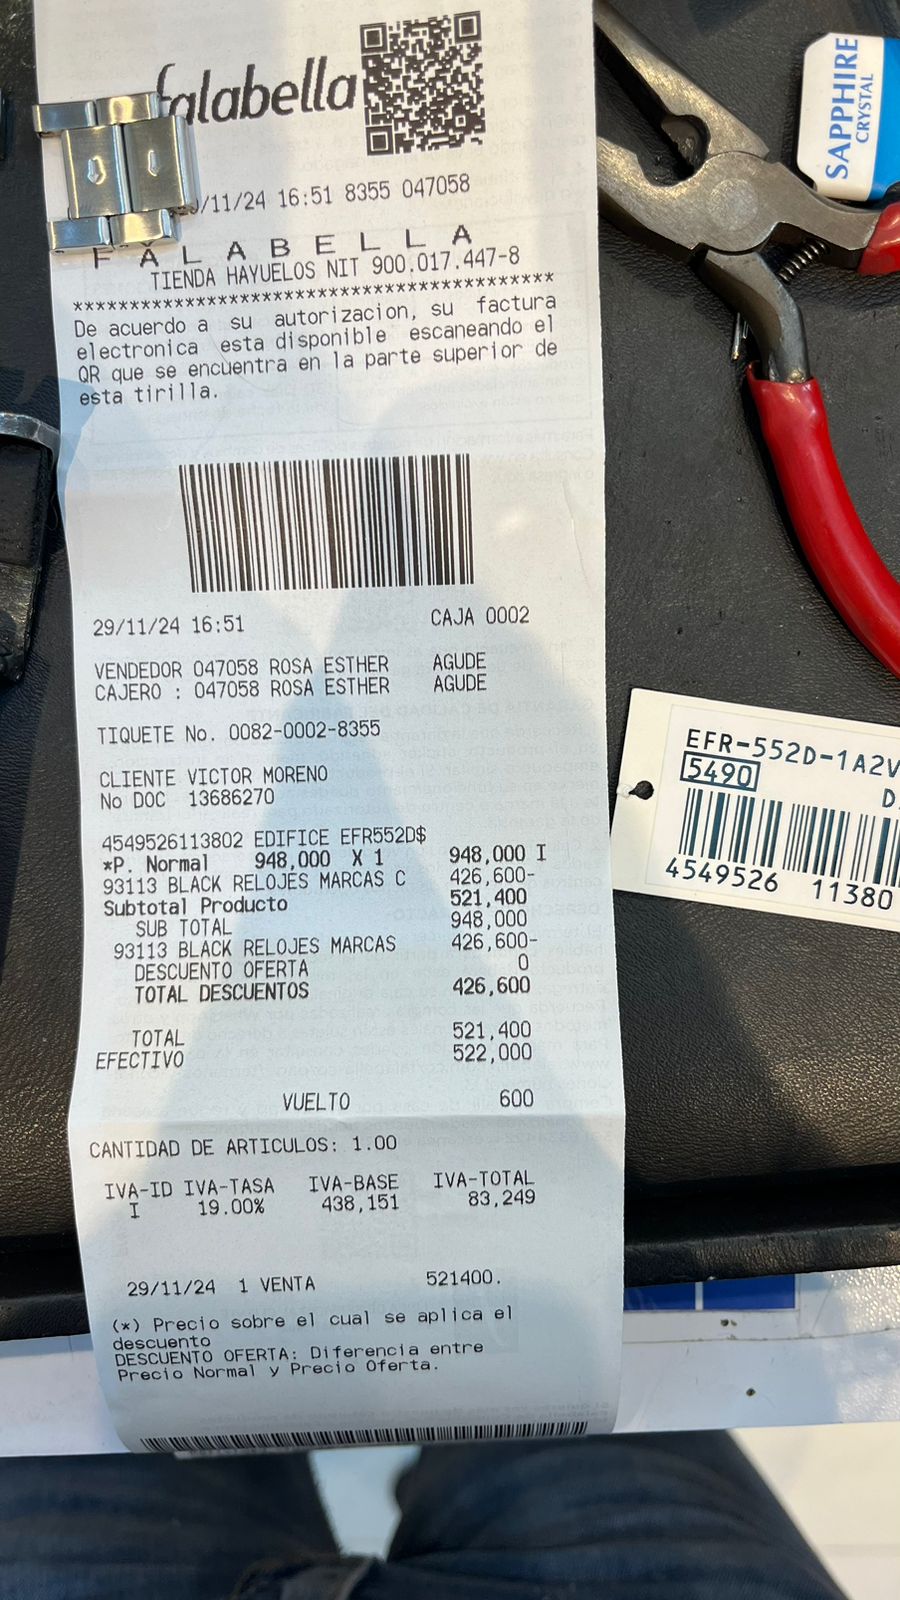 falabella
/11/24 16:51 8355 047058
F A L A B E L L A
TIENDA HAYUELOS NIT 900.017.447-8
****************************************************
De acuerdo a su autorizacion, su factura
electronica esta disponible escaneando el
QR que se encuentra en la parte superior de
esta tirilla.
29/11/24 16:51 CAJA 0002
VENDEDOR 047058 ROSA ESTHER AGUDE
CAJERO : 047058 ROSA ESTHER AGUDE
TIQUETE No. 0082-0002-8355
CLIENTE VICTOR MORENO
No DOC 13686270
4549526113802 EDIFICE EFR552D$
*P. Normal 948,000 X 1 948,000 I
93113 BLACK RELOJES MARCAS C 426,600-
Subtotal Producto 521,400
SUB TOTAL 948,000
93113 BLACK RELOJES MARCAS 426,600-
DESCUENTO OFERTA 0
TOTAL DESCUENTOS 426,600
TOTAL 521,400
EFECTIVO 522,000
VUELTO 600
CANTIDAD DE ARTICULOS: 1.00
IVA-ID IVA-TASA IVA-BASE IVA-TOTAL
I 19.00% 438,151 83,249
29/11/24 1 VENTA 521400.
(*) Precio sobre el cual se aplica el
descuento
DESCUENTO OFERTA: Diferencia entre
Precio Normal y Precio Oferta.
SAPPHIRE
CRYSTAL
EFR-552D-1A2V
5490
D
4549526 11380